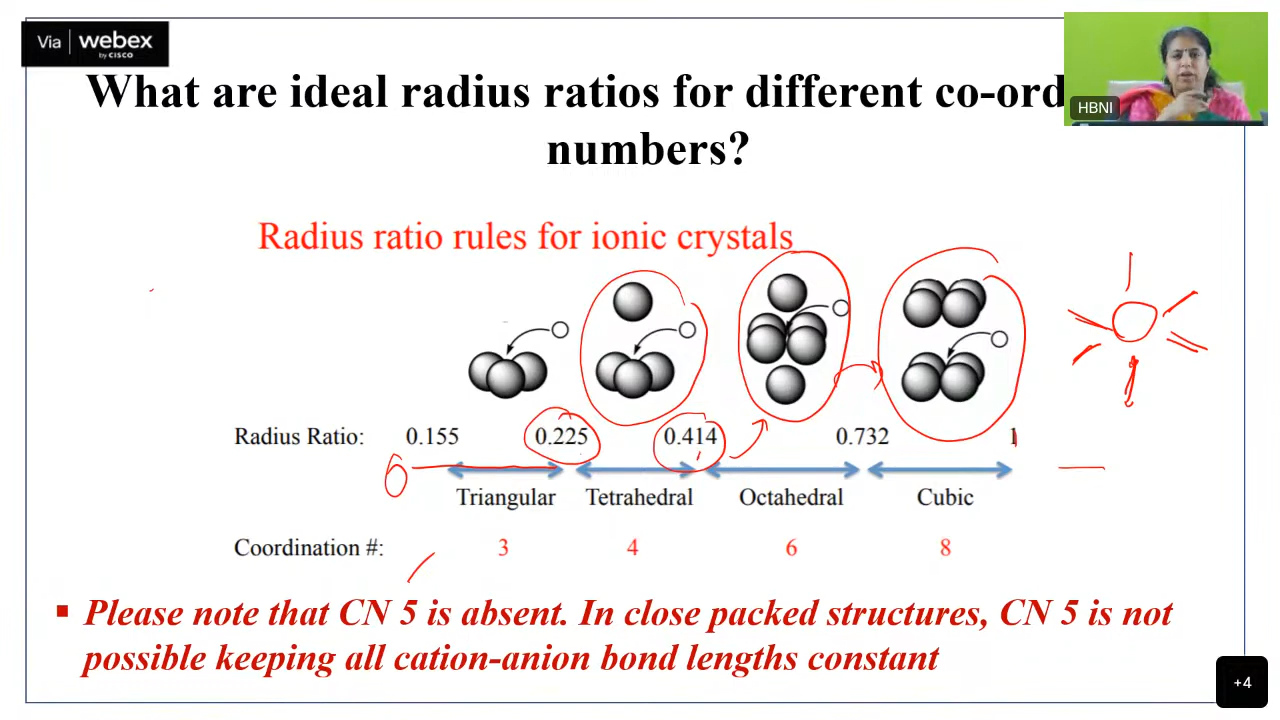 Via | webex
by CISCO
HBNI
What are ideal radius ratios for different co-ord
numbers?
Radius ratio rules for ionic crystals
Radius Ratio: 0.155 0.225 0.414 0.732 1
6
Triangular Tetrahedral Octahedral Cubic
Coordination #: 3 4 6 8
▪ Please note that CN 5 is absent. In close packed structures, CN 5 is not
possible keeping all cation-anion bond lengths constant
+4